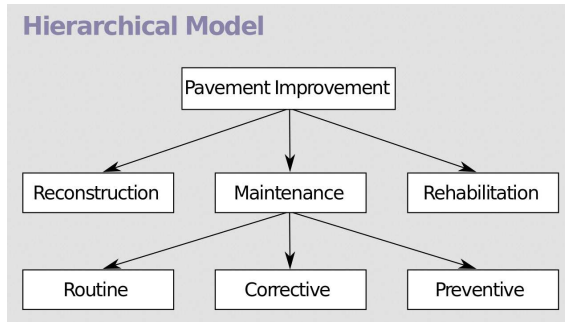 Hierarchical Model
Pavement Improvement
Reconstruction
Maintenance
Rehabilitation
Routine
Corrective
Preventive